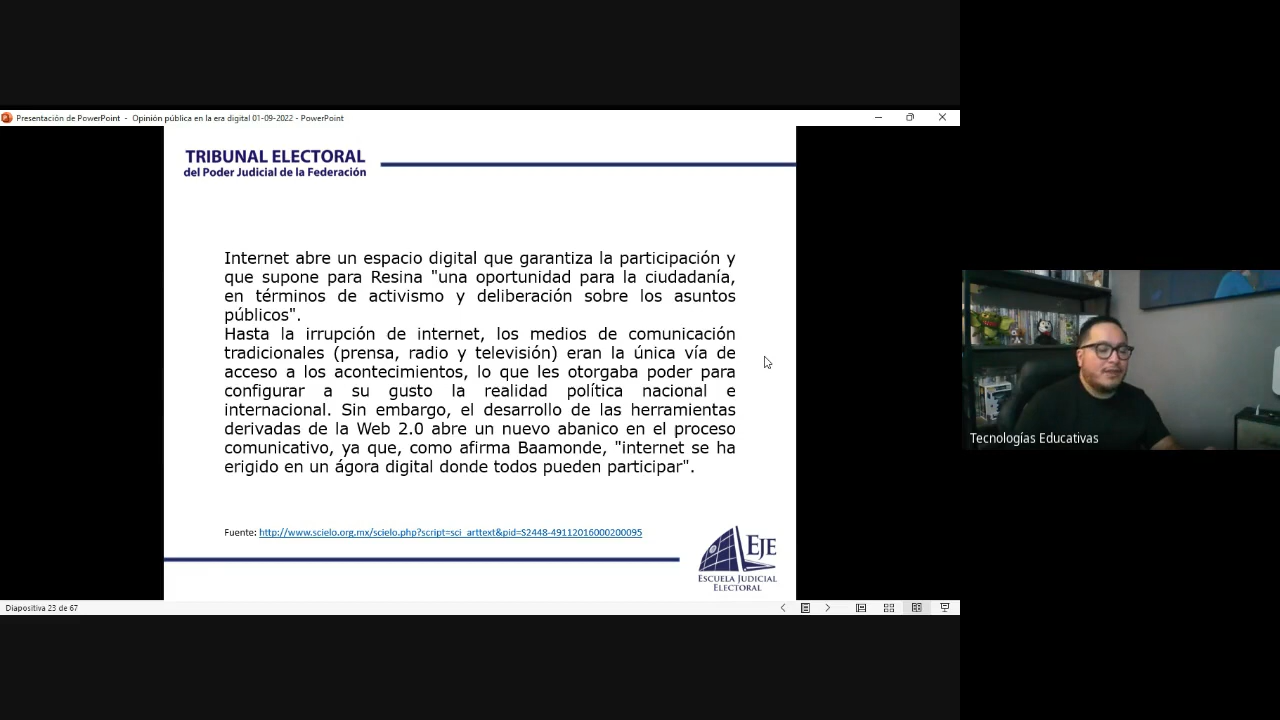 Presentación de PowerPoint - Opinión pública en la era digital 01-09-2022 - PowerPoint
TRIBUNAL ELECTORAL
del Poder Judicial de la Federación
Internet abre un espacio digital que garantiza la participación y
que supone para Resina "una oportunidad para la ciudadanía,
en términos de activismo y deliberación sobre los asuntos
públicos".
Hasta la irrupción de internet, los medios de comunicación
tradicionales (prensa, radio y televisión) eran la única vía de
acceso a los acontecimientos, lo que les otorgaba poder para
configurar a su gusto la realidad política nacional e
internacional. Sin embargo, el desarrollo de las herramientas
derivadas de la Web 2.0 abre un nuevo abanico en el proceso
comunicativo, ya que, como afirma Baamonde, "internet se ha
erigido en un ágora digital donde todos pueden participar".
Fuente: http://www.scielo.org.mx/scielo.php?script=sci_arttext&pid=S2448-49112016000200095
EJE
ESCUELA JUDICIAL
ELECTORAL
Diapositiva 23 de 67
Tecnologías Educativas